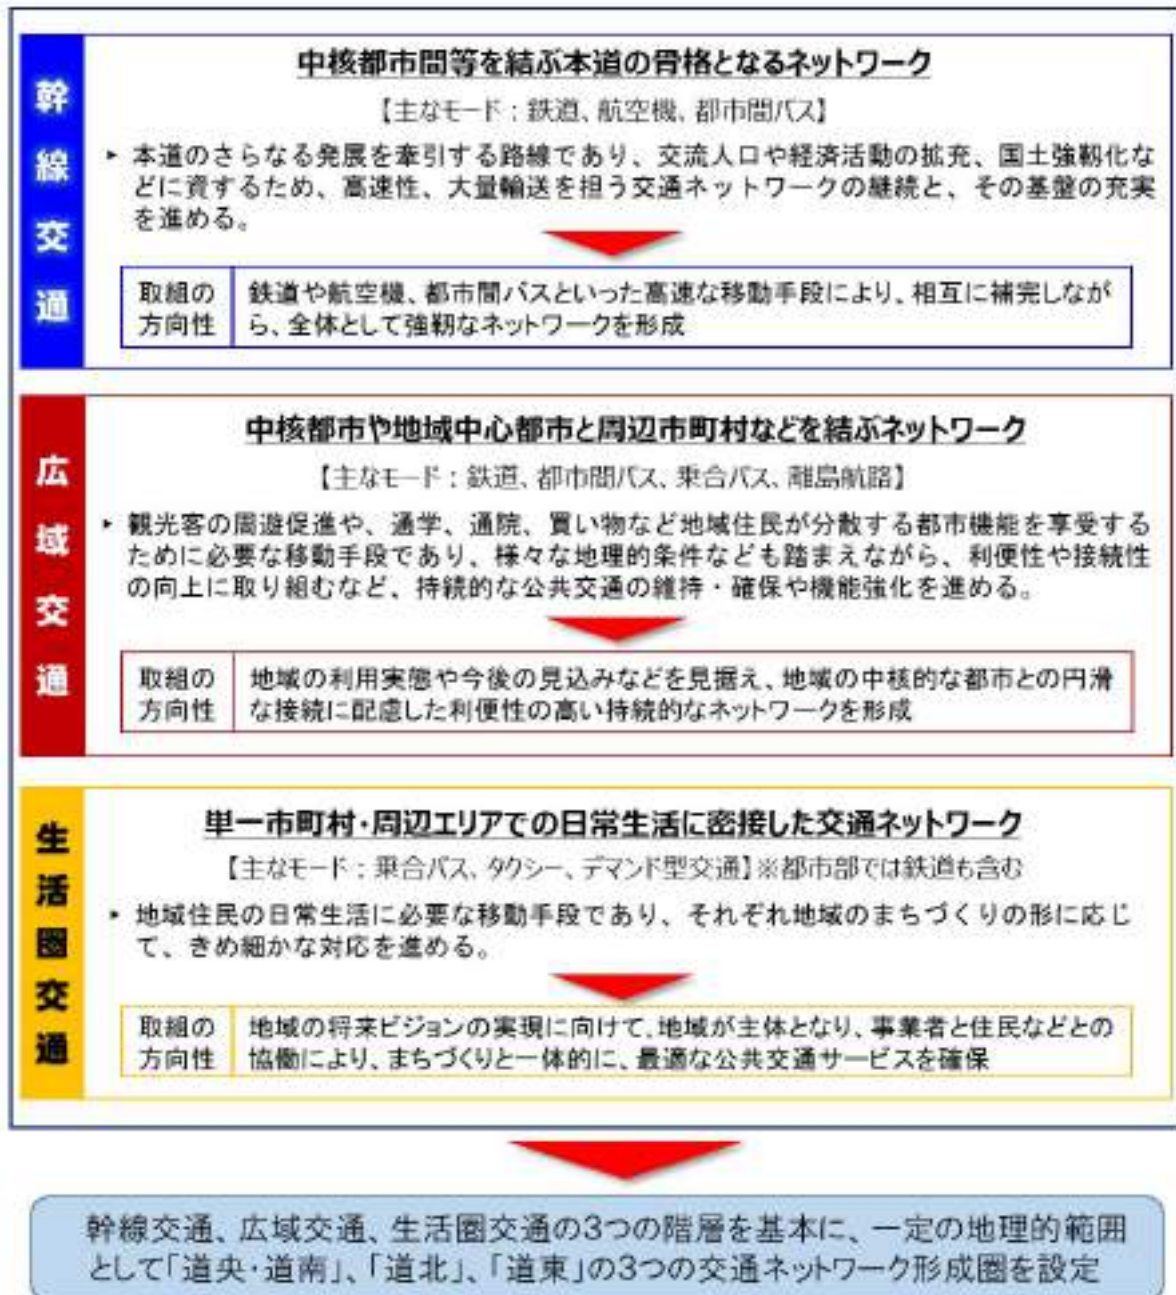 幹線交通
中核都市間等を結ぶ本道の骨格となるネットワーク
【主なモード：鉄道、航空機、都市間バス】
▸ 本道のさらなる発展を牽引する路線であり、交流人口や経済活動の拡充、国土強靱化な
どに資するため、高速性、大量輸送を担う交通ネットワークの継続と、その基盤の充実
を進める。
取組の
方向性
鉄道や航空機、都市間バスといった高速な移動手段により、相互に補完しなが
ら、全体として強靱なネットワークを形成
広域交通
中核都市や地域中心都市と周辺市町村などを結ぶネットワーク
【主なモード：鉄道、都市間バス、乗合バス、離島航路】
▸ 観光客の周遊促進や、通学、通院、買い物など地域住民が分散する都市機能を享受する
ために必要な移動手段であり、様々な地理的条件なども踏まえながら、利便性や接続性
の向上に取り組むなど、持続的な公共交通の維持・確保や機能強化を進める。
取組の
方向性
地域の利用実態や今後の見込みなどを見据え、地域の中核的な都市との円滑
な接続に配慮した利便性の高い持続的なネットワークを形成
生活圏交通
単一市町村・周辺エリアでの日常生活に密接した交通ネットワーク
【主なモード：乗合バス、タクシー、デマンド型交通】※都市部では鉄道も含む
▸ 地域住民の日常生活に必要な移動手段であり、それぞれ地域のまちづくりの形に応じ
て、きめ細かな対応を進める。
取組の
方向性
地域の将来ビジョンの実現に向けて、地域が主体となり、事業者と住民などとの
協働により、まちづくりと一体的に、最適な公共交通サービスを確保
幹線交通、広域交通、生活圏交通の3つの階層を基本に、一定の地理的範囲
として「道央・道南」、「道北」、「道東」の3つの交通ネットワーク形成圏を設定